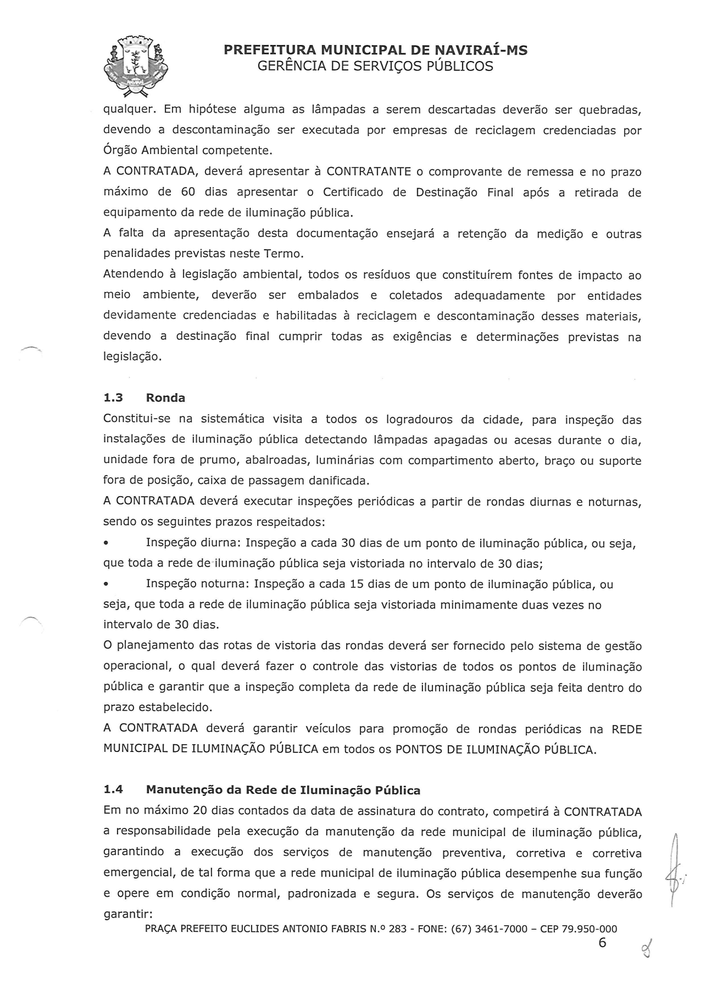 PREFEITURA MUNICIPAL DE NAVIRAÍ-MS
GERÊNCIA DE SERVIÇOS PÚBLICOS
qualquer. Em hipótese alguma as lâmpadas a serem descartadas deverão ser quebradas,
devendo a descontaminação ser executada por empresas de reciclagem credenciadas por
Órgão Ambiental competente.
A CONTRATADA, deverá apresentar à CONTRATANTE o comprovante de remessa e no prazo
máximo de 60 dias apresentar o Certificado de Destinação Final após a retirada de
equipamento da rede de iluminação pública.
A falta da apresentação desta documentação ensejará a retenção da medição e outras
penalidades previstas neste Termo.
Atendendo à legislação ambiental, todos os resíduos que constituírem fontes de impacto ao
meio ambiente, deverão ser embalados e coletados adequadamente por entidades
devidamente credenciadas e habilitadas à reciclagem e descontaminação desses materiais,
devendo a destinação final cumprir todas as exigências e determinações previstas na
legislação.
1.3 Ronda
Constitui-se na sistemática visita a todos os logradouros da cidade, para inspeção das
instalações de iluminação pública detectando lâmpadas apagadas ou acesas durante o dia,
unidade fora de prumo, abalroadas, luminárias com compartimento aberto, braço ou suporte
fora de posição, caixa de passagem danificada.
A CONTRATADA deverá executar inspeções periódicas a partir de rondas diurnas e noturnas,
sendo os seguintes prazos respeitados:
• Inspeção diurna: Inspeção a cada 30 dias de um ponto de iluminação pública, ou seja,
que toda a rede de iluminação pública seja vistoriada no intervalo de 30 dias;
• Inspeção noturna: Inspeção a cada 15 dias de um ponto de iluminação pública, ou
seja, que toda a rede de iluminação pública seja vistoriada minimamente duas vezes no
intervalo de 30 dias.
O planejamento das rotas de vistoria das rondas deverá ser fornecido pelo sistema de gestão
operacional, o qual deverá fazer o controle das vistorias de todos os pontos de iluminação
pública e garantir que a inspeção completa da rede de iluminação pública seja feita dentro do
prazo estabelecido.
A CONTRATADA deverá garantir veículos para promoção de rondas periódicas na REDE
MUNICIPAL DE ILUMINAÇÃO PÚBLICA em todos os PONTOS DE ILUMINAÇÃO PÚBLICA.
1.4 Manutenção da Rede de Iluminação Pública
Em no máximo 20 dias contados da data de assinatura do contrato, competirá à CONTRATADA
a responsabilidade pela execução da manutenção da rede municipal de iluminação pública,
garantindo a execução dos serviços de manutenção preventiva, corretiva e corretiva
emergencial, de tal forma que a rede municipal de iluminação pública desempenhe sua função
e opere em condição normal, padronizada e segura. Os serviços de manutenção deverão
garantir:
PRAÇA PREFEITO EUCLIDES ANTONIO FABRIS N.º 283 - FONE: (67) 3461-7000 – CEP 79.950-000
6